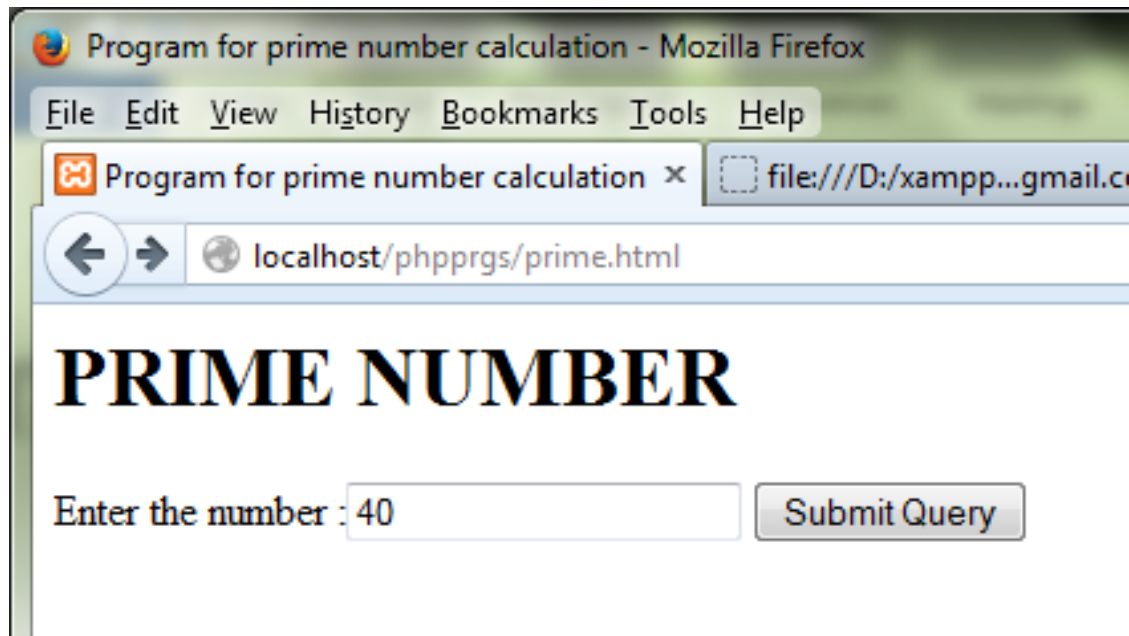 Program for prime number calculation - Mozilla Firefox
File Edit View History Bookmarks Tools Help
Program for prime number calculation × file:///D:/xampp...gmail.c
localhost/phpprgs/prime.html
PRIME NUMBER
Enter the number : 40 Submit Query